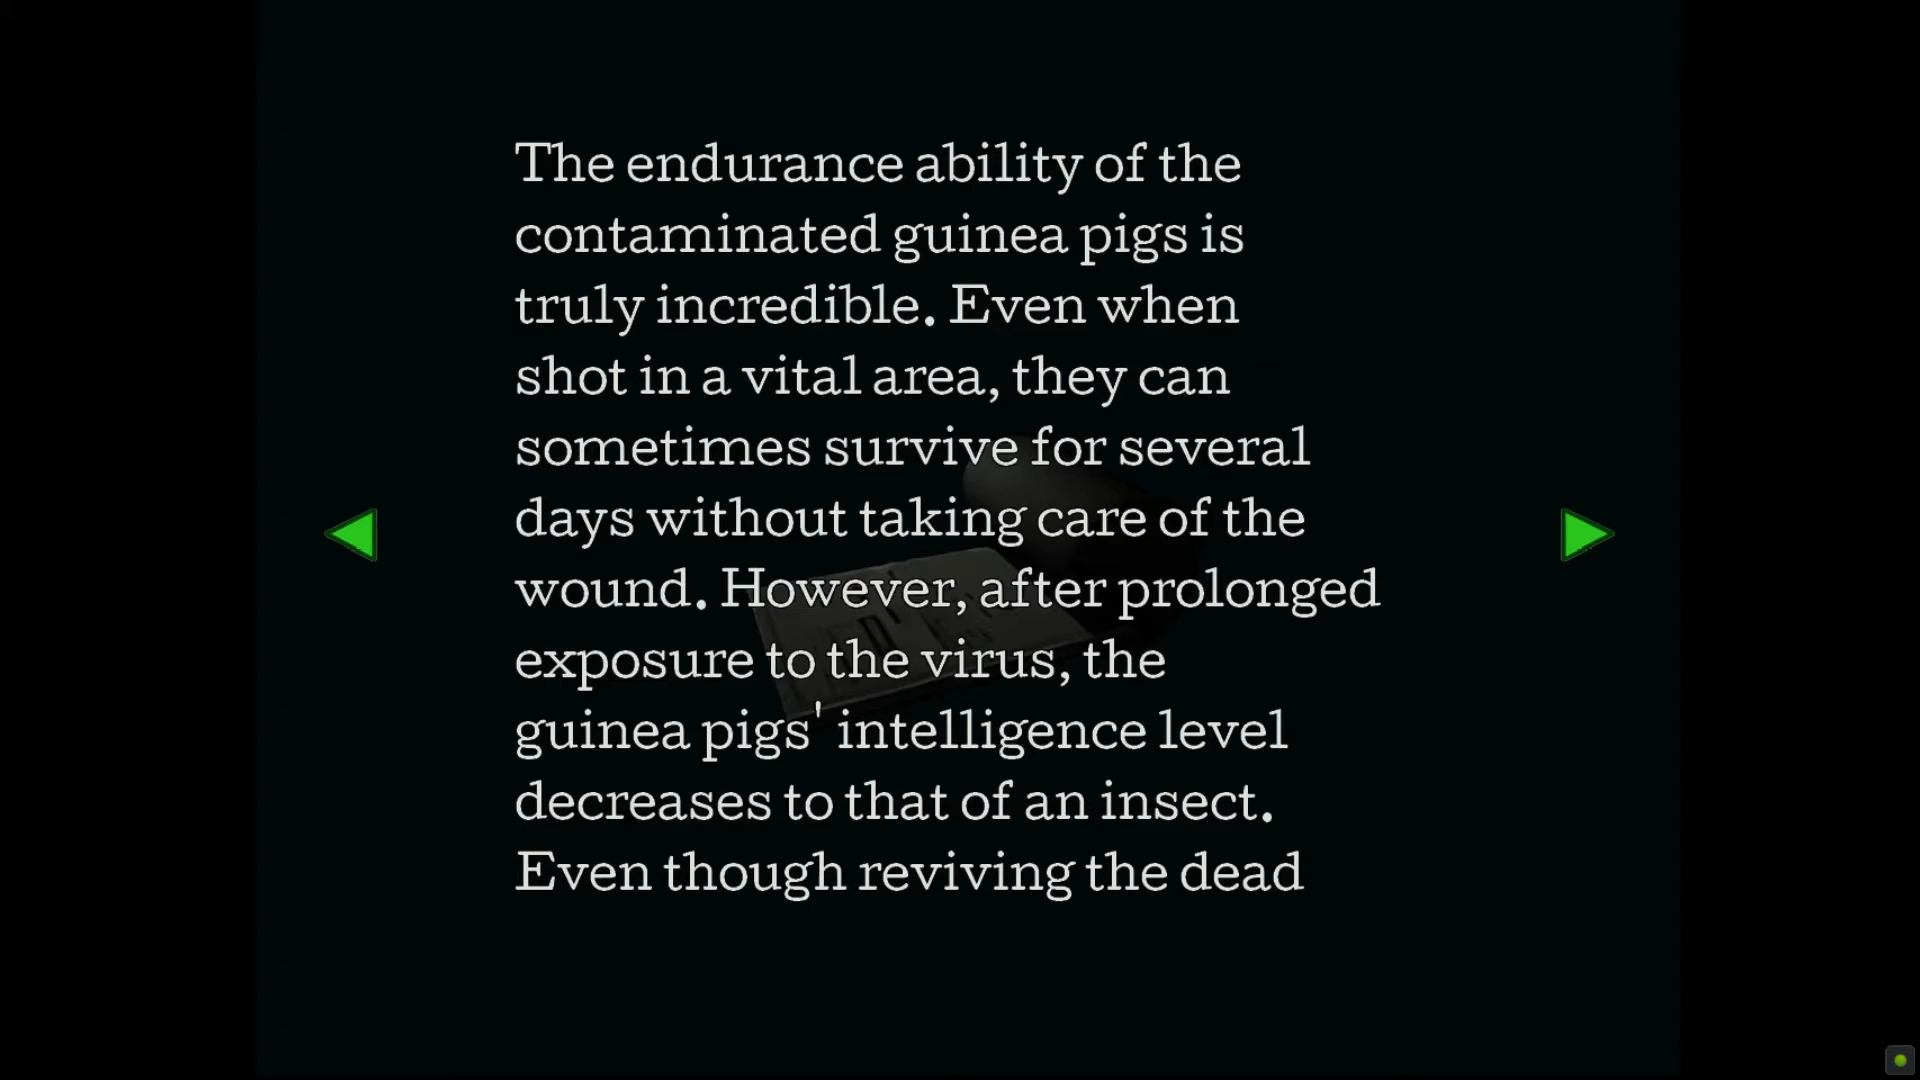 The endurance ability of the
contaminated guinea pigs is
truly incredible. Even when
shot in a vital area, they can
sometimes survive for several
days without taking care of the
wound. However, after prolonged
exposure to the virus, the
guinea pigs' intelligence level
decreases to that of an insect.
Even though reviving the dead